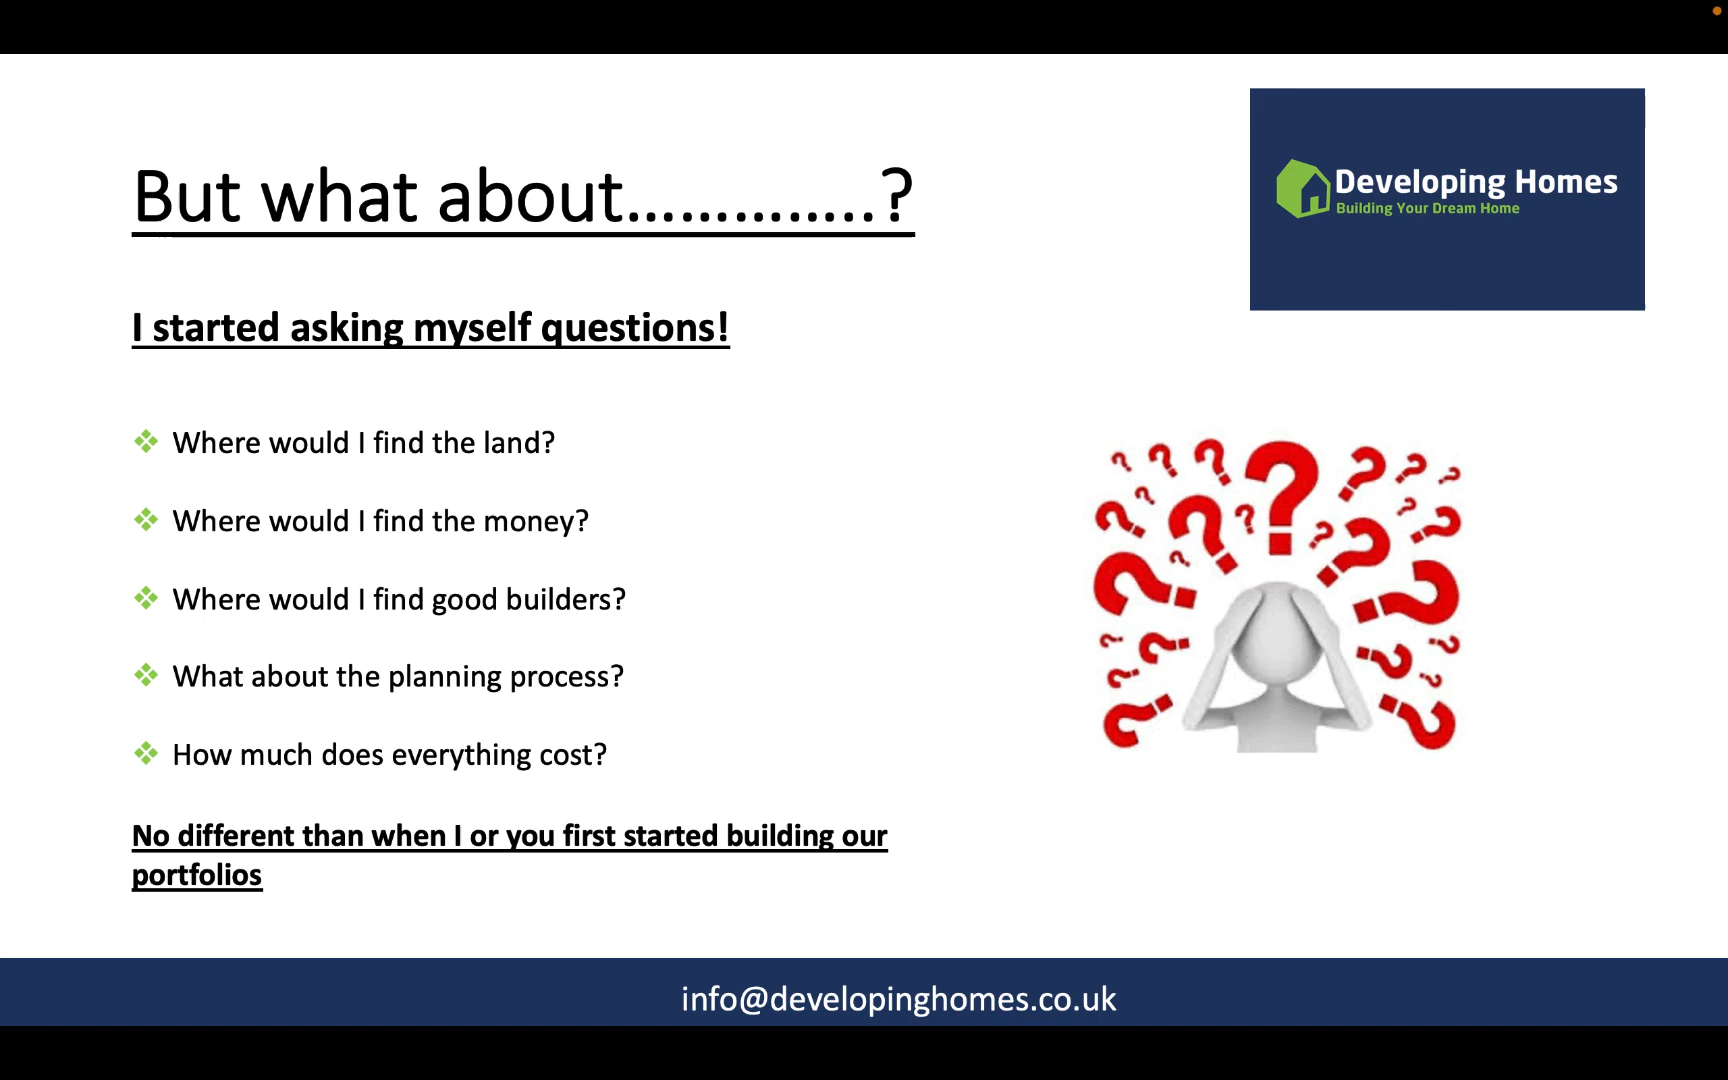 But what about…………..?
Developing Homes
Building Your Dream Home
I started asking myself questions!
Where would I find the land?
Where would I find the money?
Where would I find good builders?
What about the planning process?
How much does everything cost?
No different than when I or you first started building our
portfolios
info@developinghomes.co.uk